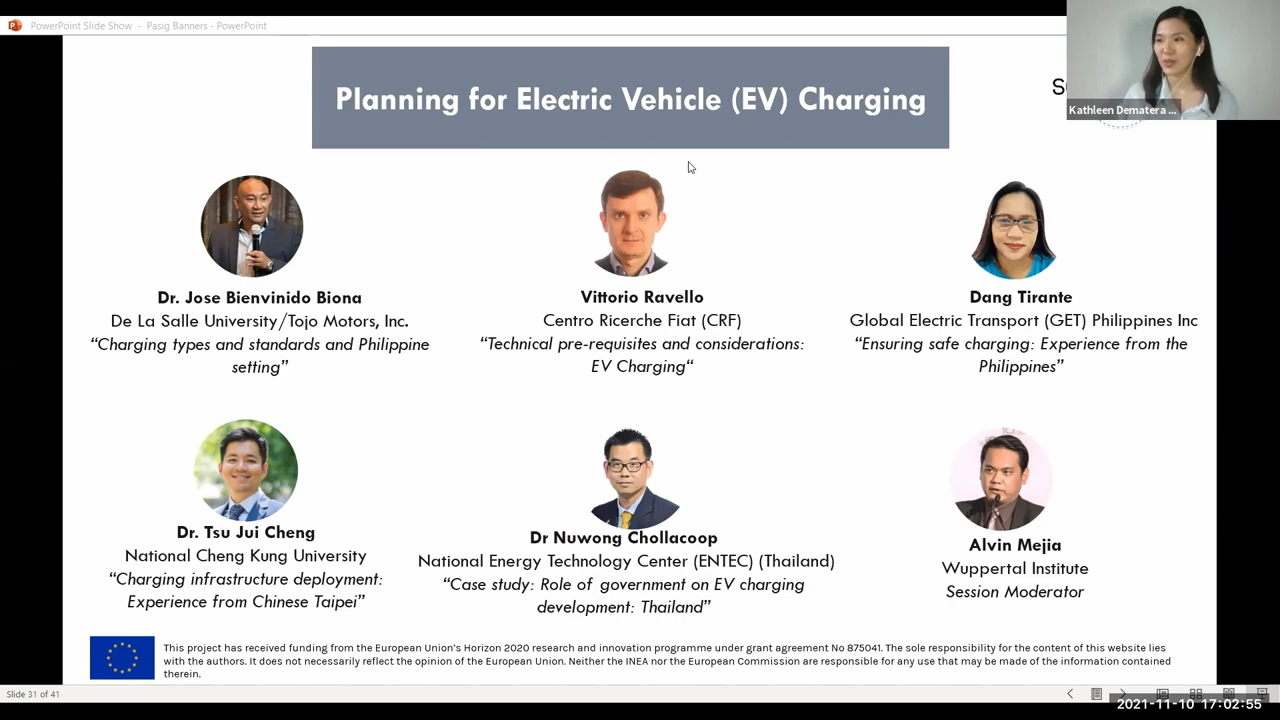 PowerPoint Slide Show - Pasig Banners - PowerPoint
Planning for Electric Vehicle (EV) Charging
Kathleen Dematera ...
Dr. Jose Bienvinido Biona
De La Salle University/Tojo Motors, Inc.
“Charging types and standards and Philippine
setting”
Vittorio Ravello
Centro Ricerche Fiat (CRF)
“Technical pre-requisites and considerations:
EV Charging“
Dang Tirante
Global Electric Transport (GET) Philippines Inc
“Ensuring safe charging: Experience from the
Philippines”
Dr. Tsu Jui Cheng
National Cheng Kung University
“Charging infrastructure deployment:
Experience from Chinese Taipei”
Dr Nuwong Chollacoop
National Energy Technology Center (ENTEC) (Thailand)
“Case study: Role of government on EV charging
development: Thailand”
Alvin Mejia
Wuppertal Institute
Session Moderator
This project has received funding from the European Union’s Horizon 2020 research and innovation programme under grant agreement No 875041. The sole responsibility for the content of this website lies
with the authors. It does not necessarily reflect the opinion of the European Union. Neither the INEA nor the European Commission are responsible for any use that may be made of the information contained
therein.
Slide 31 of 41
2021-11-10 17:02:55